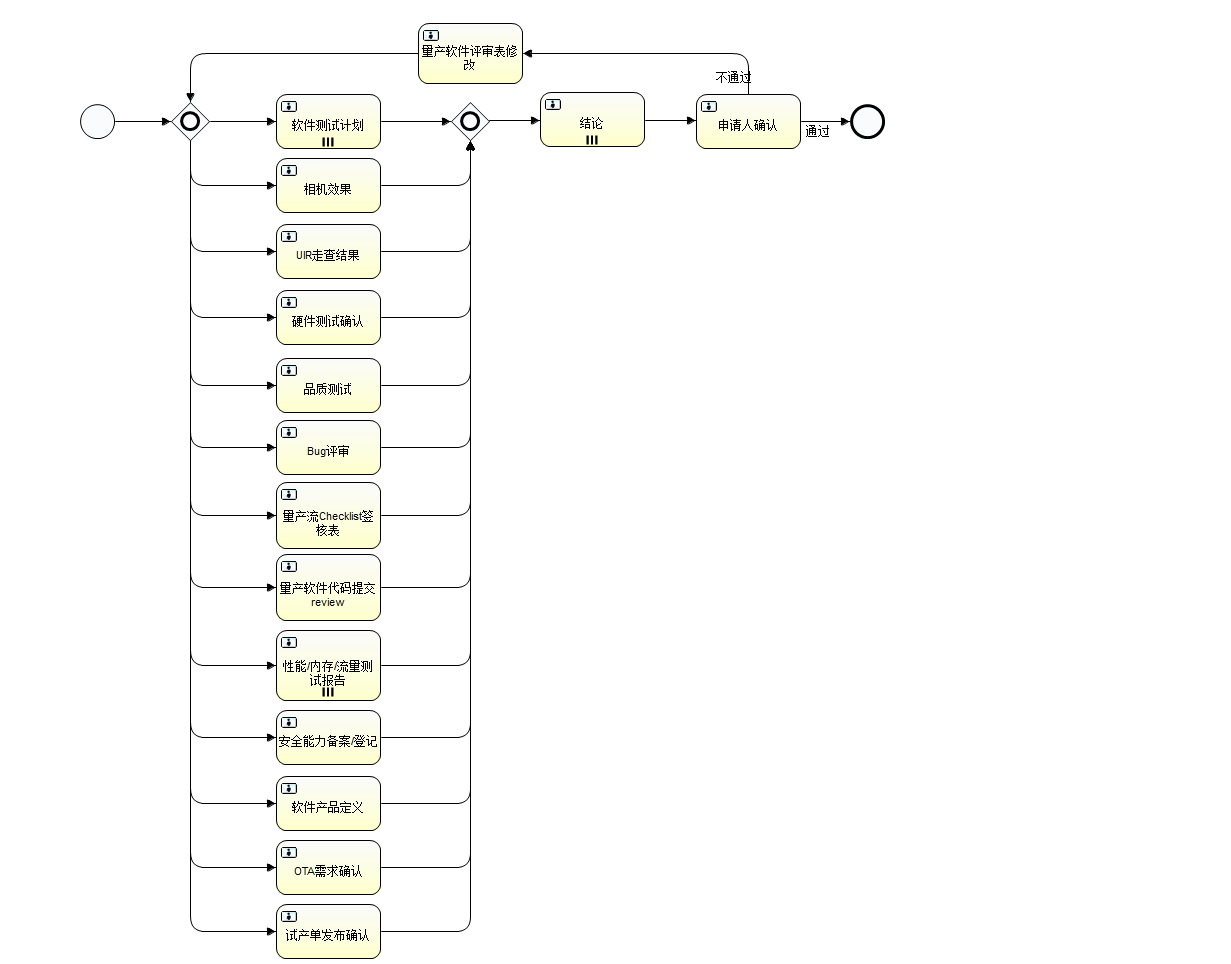 量产软件评审表修
改
不通过
软件测试计划
结论
申请人确认
通过
相机效果
UIR走查结果
硬件测试确认
品质测试
Bug评审
量产流Checklist签
核表
量产软件代码提交
review
性能/内存/流量测
试报告
安全能力备案/登记
软件产品定义
OTA需求确认
试产单发布确认